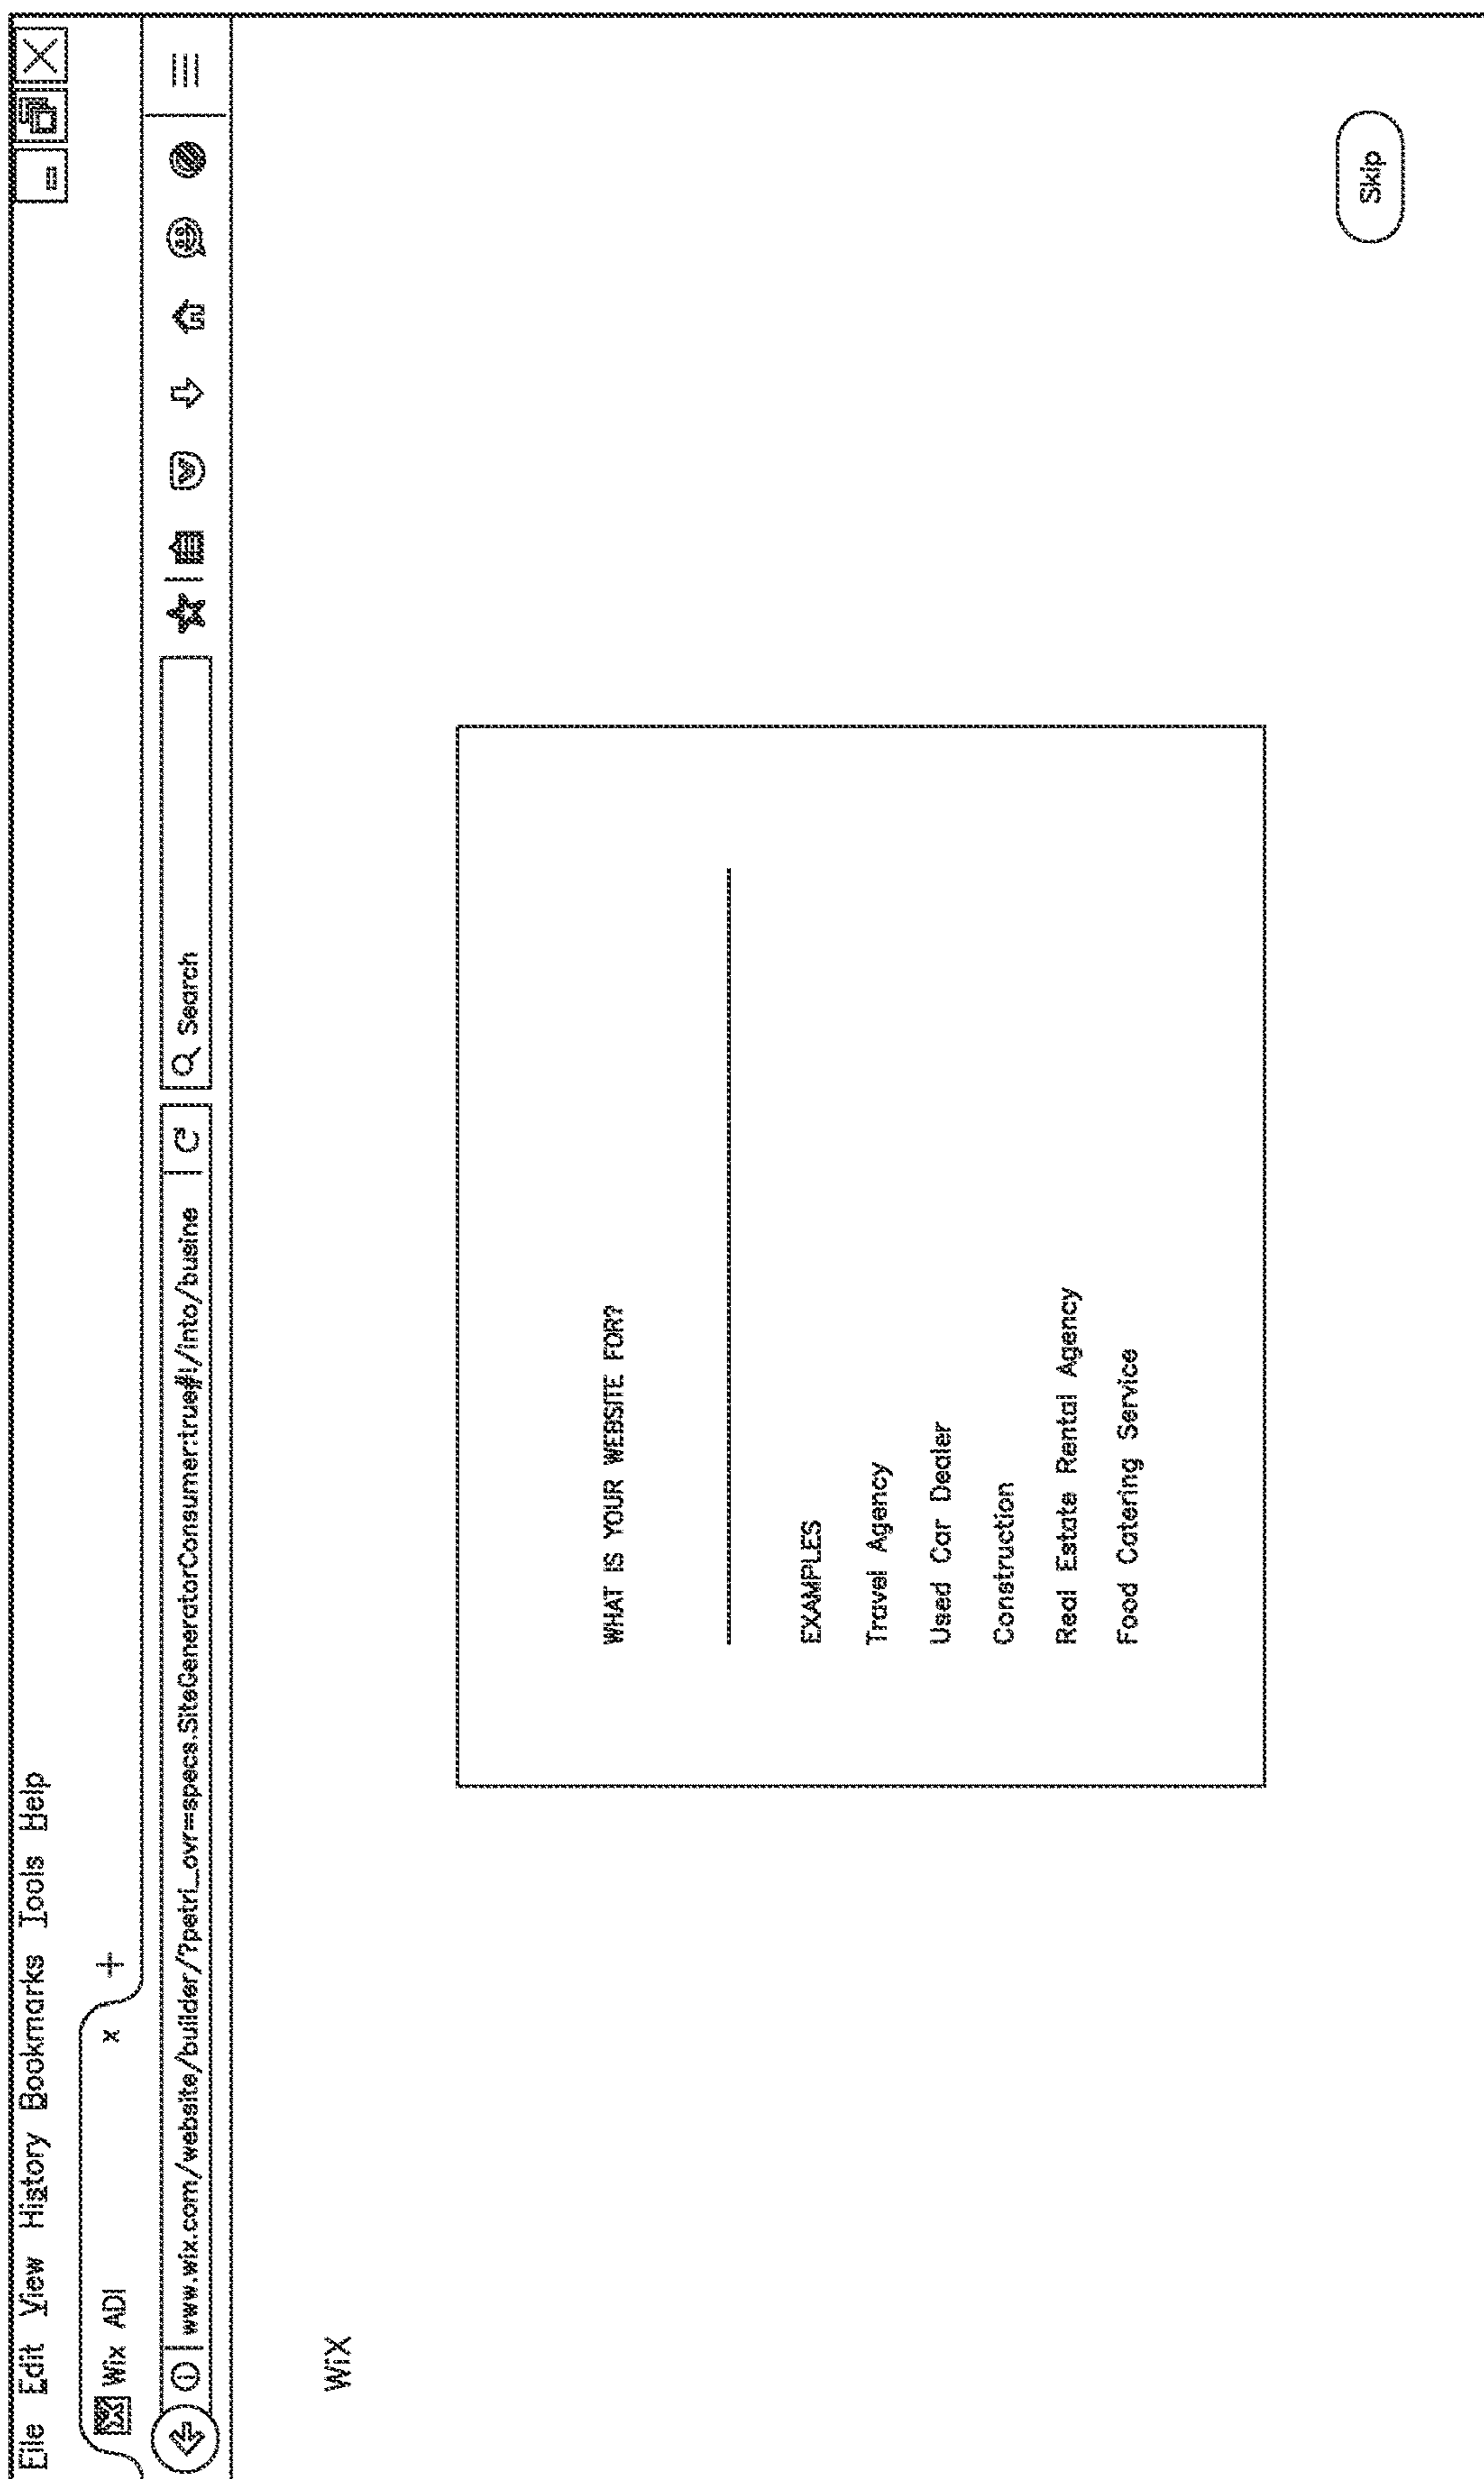 File Edit View History Bookmarks Tools Help
Wix ADI x +
www.wix.com/website/builder/?petri_ovr=specs.SiteGeneratorConsumer:true#!/into/busine
Search
WiX
WHAT IS YOUR WEBSITE FOR?
EXAMPLES
Travel Agency
Used Car Dealer
Construction
Real Estate Rental Agency
Food Catering Service
Skip